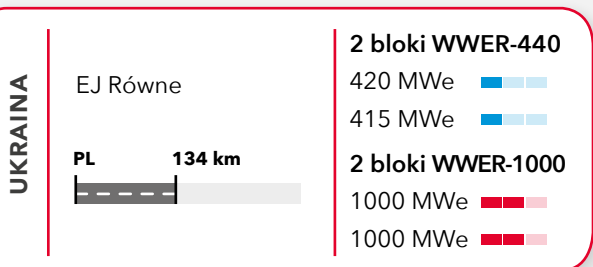 UKRAINA
EJ Równe
PL 134 km
2 bloki WWER-440
420 MWe
415 MWe
2 bloki WWER-1000
1000 MWe
1000 MWe